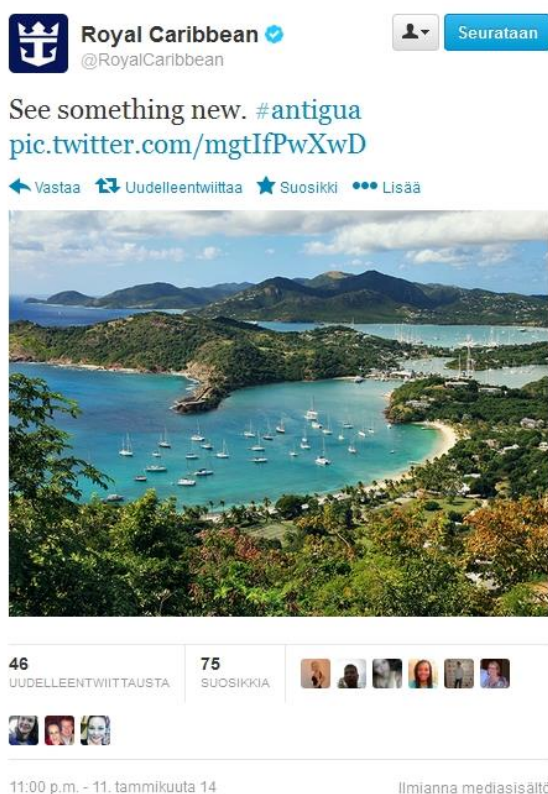 Royal Caribbean
@RoyalCaribbean
Seurataan
See something new. #antigua
pic.twitter.com/mgtIfPwXwD
Vastaa Uudelleentwiittaa Suosikki Lisää
46 75
UUDELLEENTWIITTAUSTA SUOSIKKIA
11:00 p.m. - 11. tammikuuta 14 Ilmianna mediasisältö